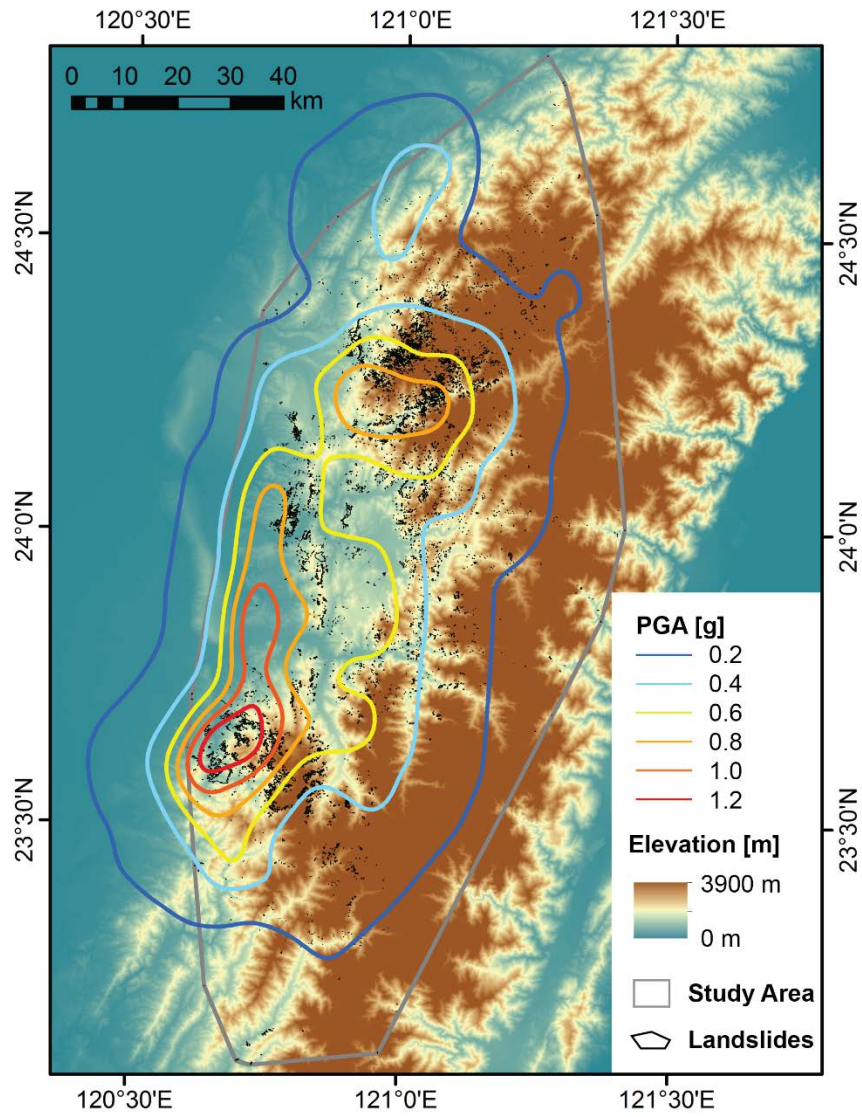 120°30'E 121°0'E 121°30'E
0 10 20 30 40
km
24°30'N 24°30'N
24°0'N 24°0'N
23°30'N 23°30'N
PGA [g]
0.2
0.4
0.6
0.8
1.0
1.2
Elevation [m]
3900 m
0 m
Study Area
Landslides
120°30'E 121°0'E 121°30'E